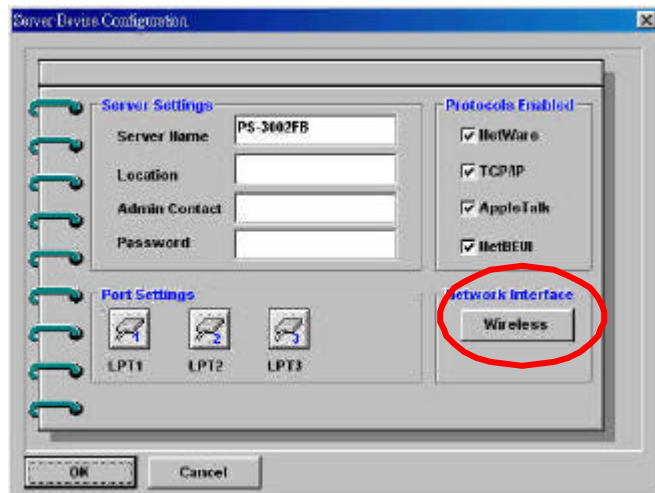 Server Device Configuration
Server Settings
Server Name PS-3002FB
Location
Admin Contact
Password
Protocols Enabled
NetWare
TCP/IP
AppleTalk
NetBEUI
Port Settings
1 2 3
LPT1 LPT2 LPT3
Network Interface
Wireless
OK Cancel